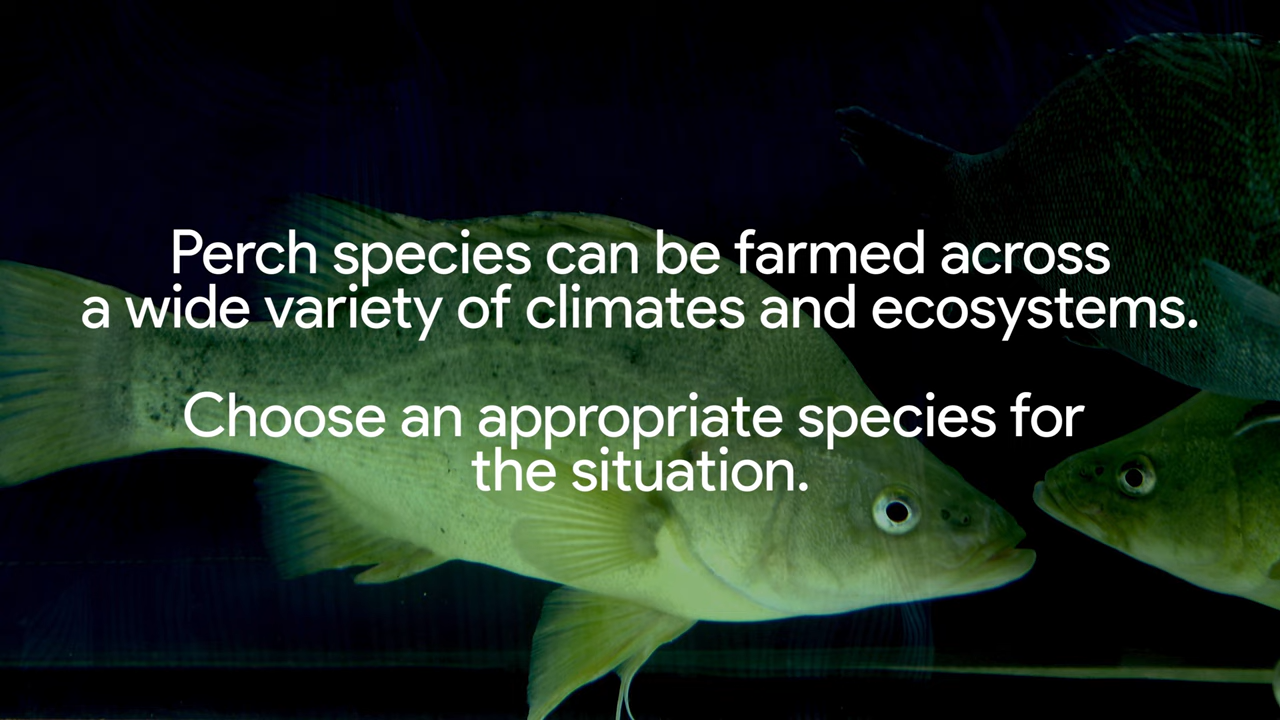 Perch species can be farmed across
a wide variety of climates and ecosystems.
Choose an appropriate species for
the situation.